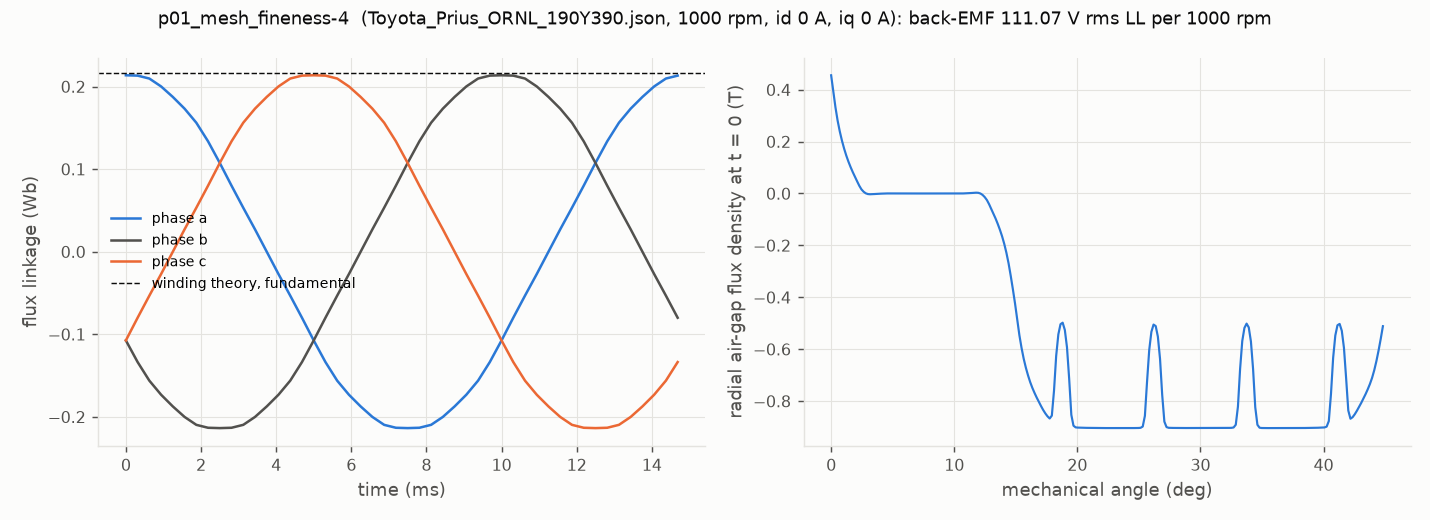 p01_mesh_fineness-4 (Toyota_Prius_ORNL_190Y390.json, 1000 rpm, id 0 A, iq 0 A): back-EMF 111.07 V rms LL per 1000 rpm
flux linkage (Wb)
0.2
0.1
0.0
−0.1
−0.2
phase a
phase b
phase c
winding theory, fundamental
0 2 4 6 8 10 12 14
time (ms)
radial air-gap flux density at t = 0 (T)
0.4
0.2
0.0
−0.2
−0.4
−0.6
−0.8
0 10 20 30 40
mechanical angle (deg)